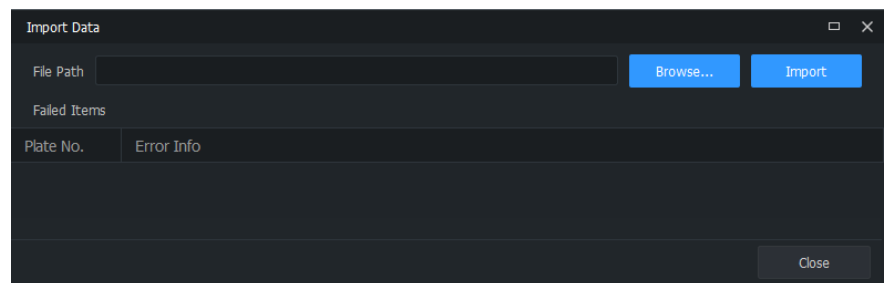 Import Data
File Path Browse... Import
Failed Items
Plate No. Error Info
Close